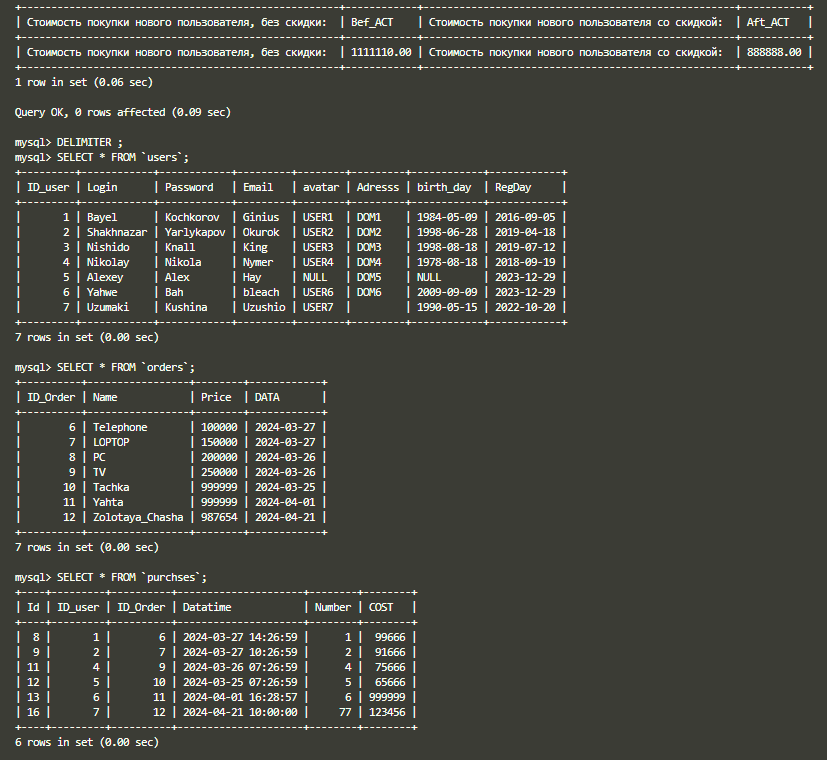 +-----------------------------------------------------+------------+---------------------------------------------------+-----------+
| Стоимость покупки нового пользователя, без скидки:  | Bef_ACT    | Стоимость покупки нового пользователя со скидкой:  | Aft_ACT   |
+-----------------------------------------------------+------------+---------------------------------------------------+-----------+
| Стоимость покупки нового пользователя, без скидки:  | 1111110.00 | Стоимость покупки нового пользователя со скидкой:  | 888888.00 |
+-----------------------------------------------------+------------+---------------------------------------------------+-----------+
1 row in set (0.06 sec)
Query OK, 0 rows affected (0.09 sec)
mysql> DELIMITER ;
mysql> SELECT * FROM `users`;
+---------+------------+------------+---------+--------+---------+------------+------------+
| ID_user | Login      | Password   | Email   | avatar | Adresss | birth_day  | RegDay     |
+---------+------------+------------+---------+--------+---------+------------+------------+
|       1 | Bayel      | Kochkorov  | Ginius  | USER1  | DOM1    | 1984-05-09 | 2016-09-05 |
|       2 | Shakhnazar | Yarlykapov | Okurok  | USER2  | DOM2    | 1998-06-28 | 2019-04-18 |
|       3 | Nishido    | Knall      | King    | USER3  | DOM3    | 1998-08-18 | 2019-07-12 |
|       4 | Nikolay    | Nikola     | Nymer   | USER4  | DOM4    | 1978-08-18 | 2018-09-19 |
|       5 | Alexey     | Alex       | Hay     | NULL   | DOM5    | NULL       | 2023-12-29 |
|       6 | Yahwe      | Bah        | bleach  | USER6  | DOM6    | 2009-09-09 | 2023-12-29 |
|       7 | Uzumaki    | Kushina    | Uzushio | USER7  |         | 1990-05-15 | 2022-10-20 |
+---------+------------+------------+---------+--------+---------+------------+------------+
7 rows in set (0.00 sec)
mysql> SELECT * FROM `orders`;
+----------+-----------------+--------+------------+
| ID_Order | Name            | Price  | DATA       |
+----------+-----------------+--------+------------+
|        6 | Telephone       | 100000 | 2024-03-27 |
|        7 | LOPTOP          | 150000 | 2024-03-27 |
|        8 | PC              | 200000 | 2024-03-26 |
|        9 | TV              | 250000 | 2024-03-26 |
|       10 | Tachka          | 999999 | 2024-03-25 |
|       11 | Yahta           | 999999 | 2024-04-01 |
|       12 | Zolotaya_Chasha | 987654 | 2024-04-21 |
+----------+-----------------+--------+------------+
7 rows in set (0.00 sec)
mysql> SELECT * FROM `purchses`;
+----+---------+----------+---------------------+--------+--------+
| Id | ID_user | ID_Order | Datatime            | Number | COST   |
+----+---------+----------+---------------------+--------+--------+
|  8 |       1 |        6 | 2024-03-27 14:26:59 |      1 |  99666 |
|  9 |       2 |        7 | 2024-03-27 10:26:59 |      2 |  91666 |
| 11 |       4 |        9 | 2024-03-26 07:26:59 |      4 |  75666 |
| 12 |       5 |       10 | 2024-03-25 07:26:59 |      5 |  65666 |
| 13 |       6 |       11 | 2024-04-01 16:28:57 |      6 | 999999 |
| 16 |       7 |       12 | 2024-04-21 10:00:00 |     77 | 123456 |
+----+---------+----------+---------------------+--------+--------+
6 rows in set (0.00 sec)